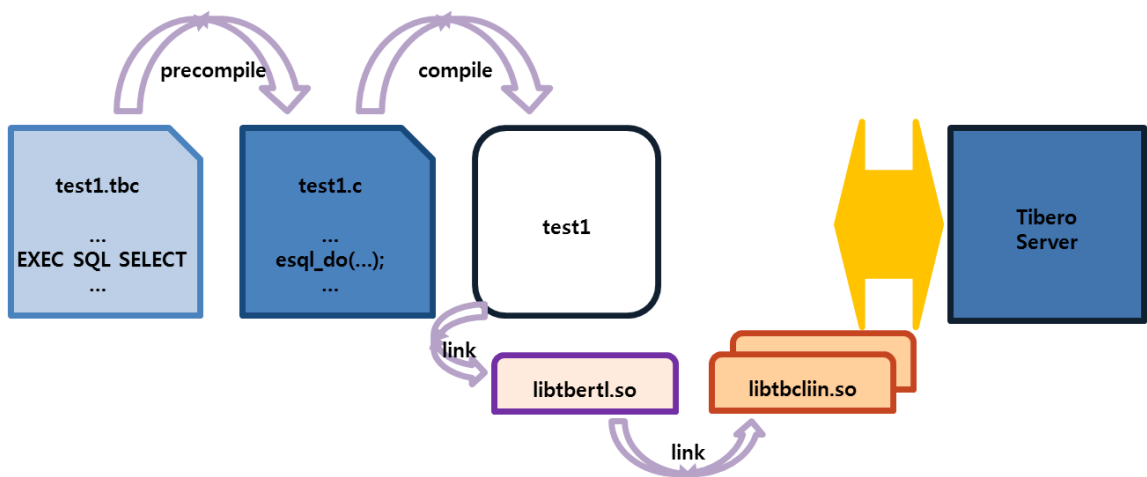 precompile
compile
test1.tbc
...
EXEC SQL SELECT
...
test1.c
...
esql_do(...);
...
test1
Tibero
Server
link
libtbertl.so
libtbcliin.so
link